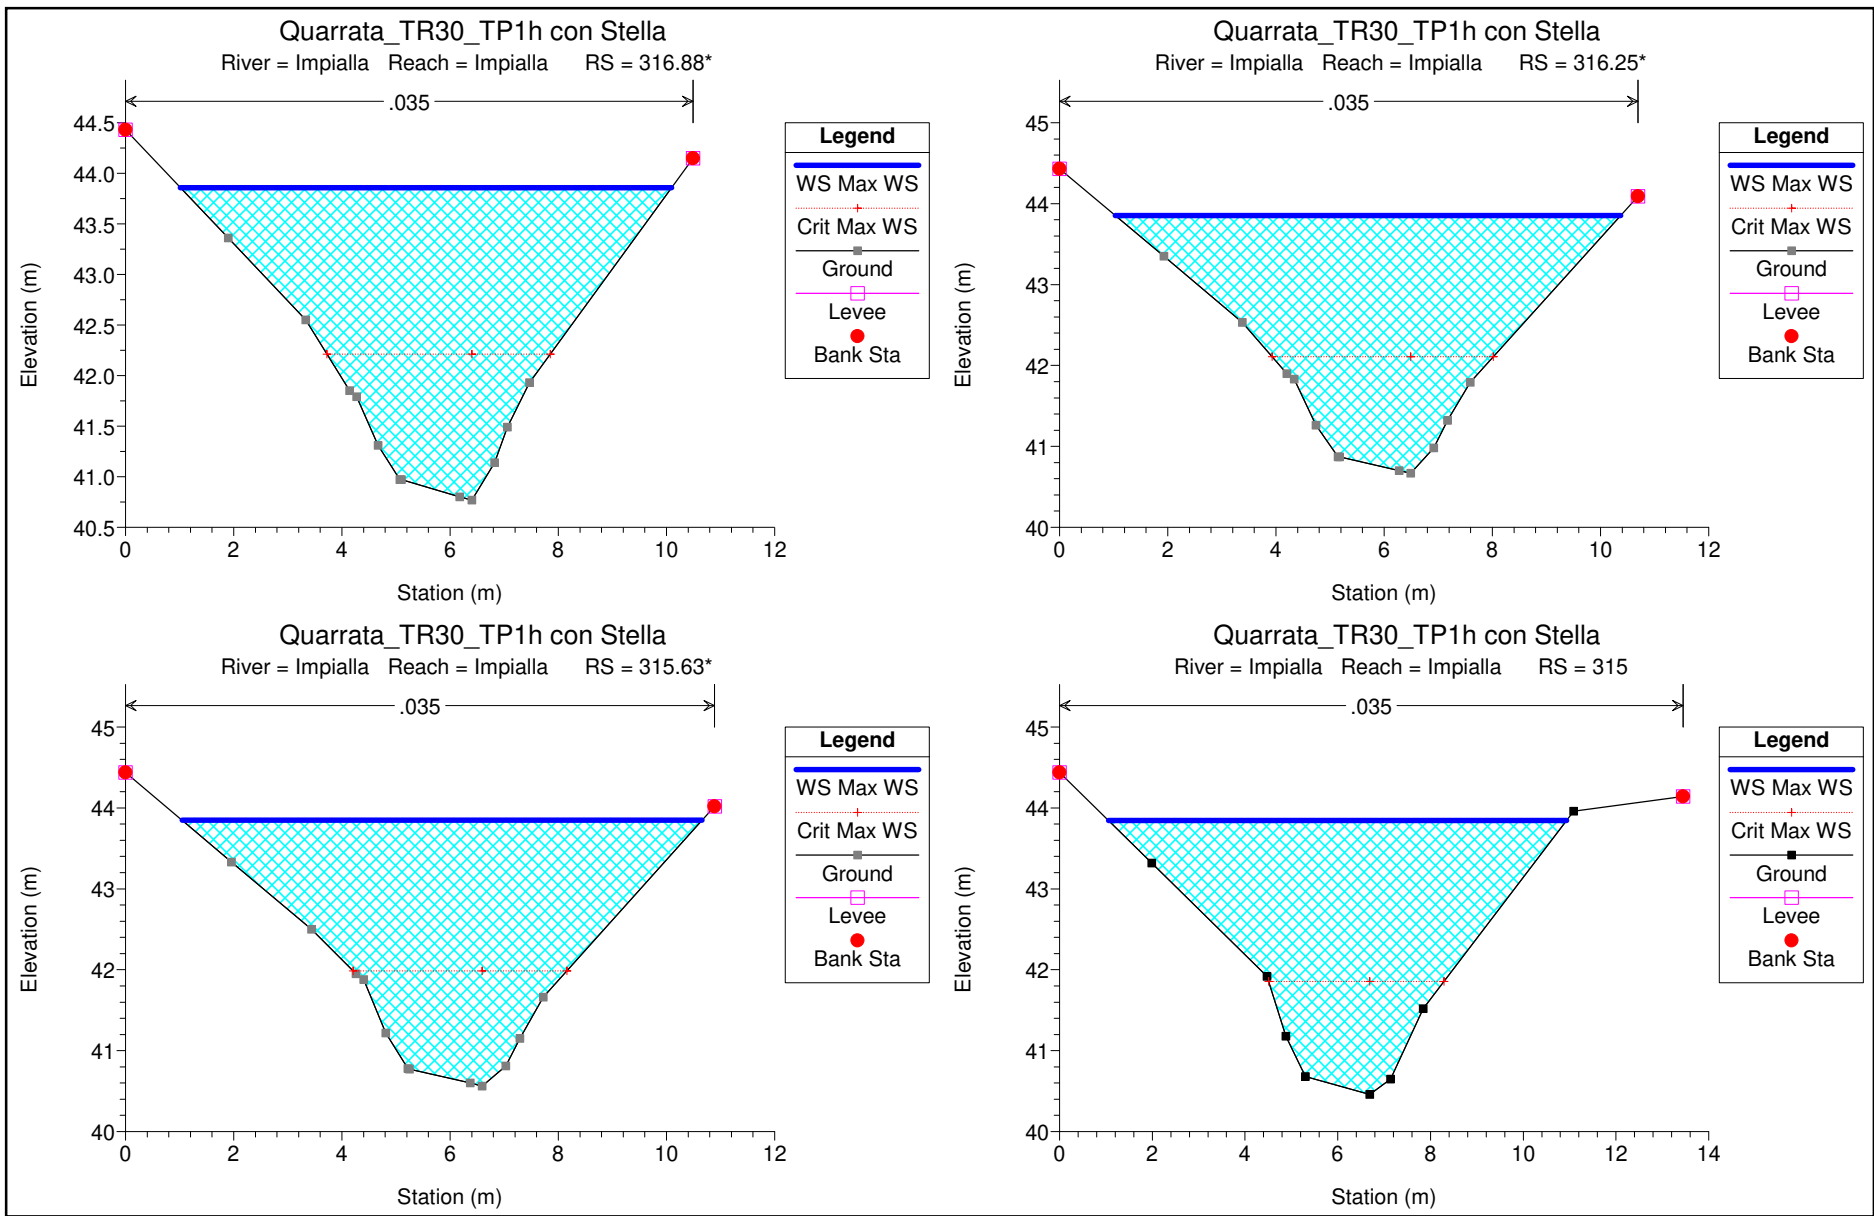 Quarrata_TR30_TP1h con Stella
River = Impialla Reach = Impialla RS = 316.88*
.035
44.5
44.0
43.5
43.0
42.5
42.0
41.5
41.0
40.5
0 2 4 6 8 10 12
Elevation (m)
Station (m)
Legend
WS Max WS
Crit Max WS
Ground
Levee
Bank Sta
Quarrata_TR30_TP1h con Stella
River = Impialla Reach = Impialla RS = 316.25*
.035
45
44
43
42
41
40
0 2 4 6 8 10 12
Elevation (m)
Station (m)
Legend
WS Max WS
Crit Max WS
Ground
Levee
Bank Sta
Quarrata_TR30_TP1h con Stella
River = Impialla Reach = Impialla RS = 315.63*
.035
45
44
43
42
41
40
0 2 4 6 8 10 12
Elevation (m)
Station (m)
Legend
WS Max WS
Crit Max WS
Ground
Levee
Bank Sta
Quarrata_TR30_TP1h con Stella
River = Impialla Reach = Impialla RS = 315
.035
45
44
43
42
41
40
0 2 4 6 8 10 12 14
Elevation (m)
Station (m)
Legend
WS Max WS
Crit Max WS
Ground
Levee
Bank Sta